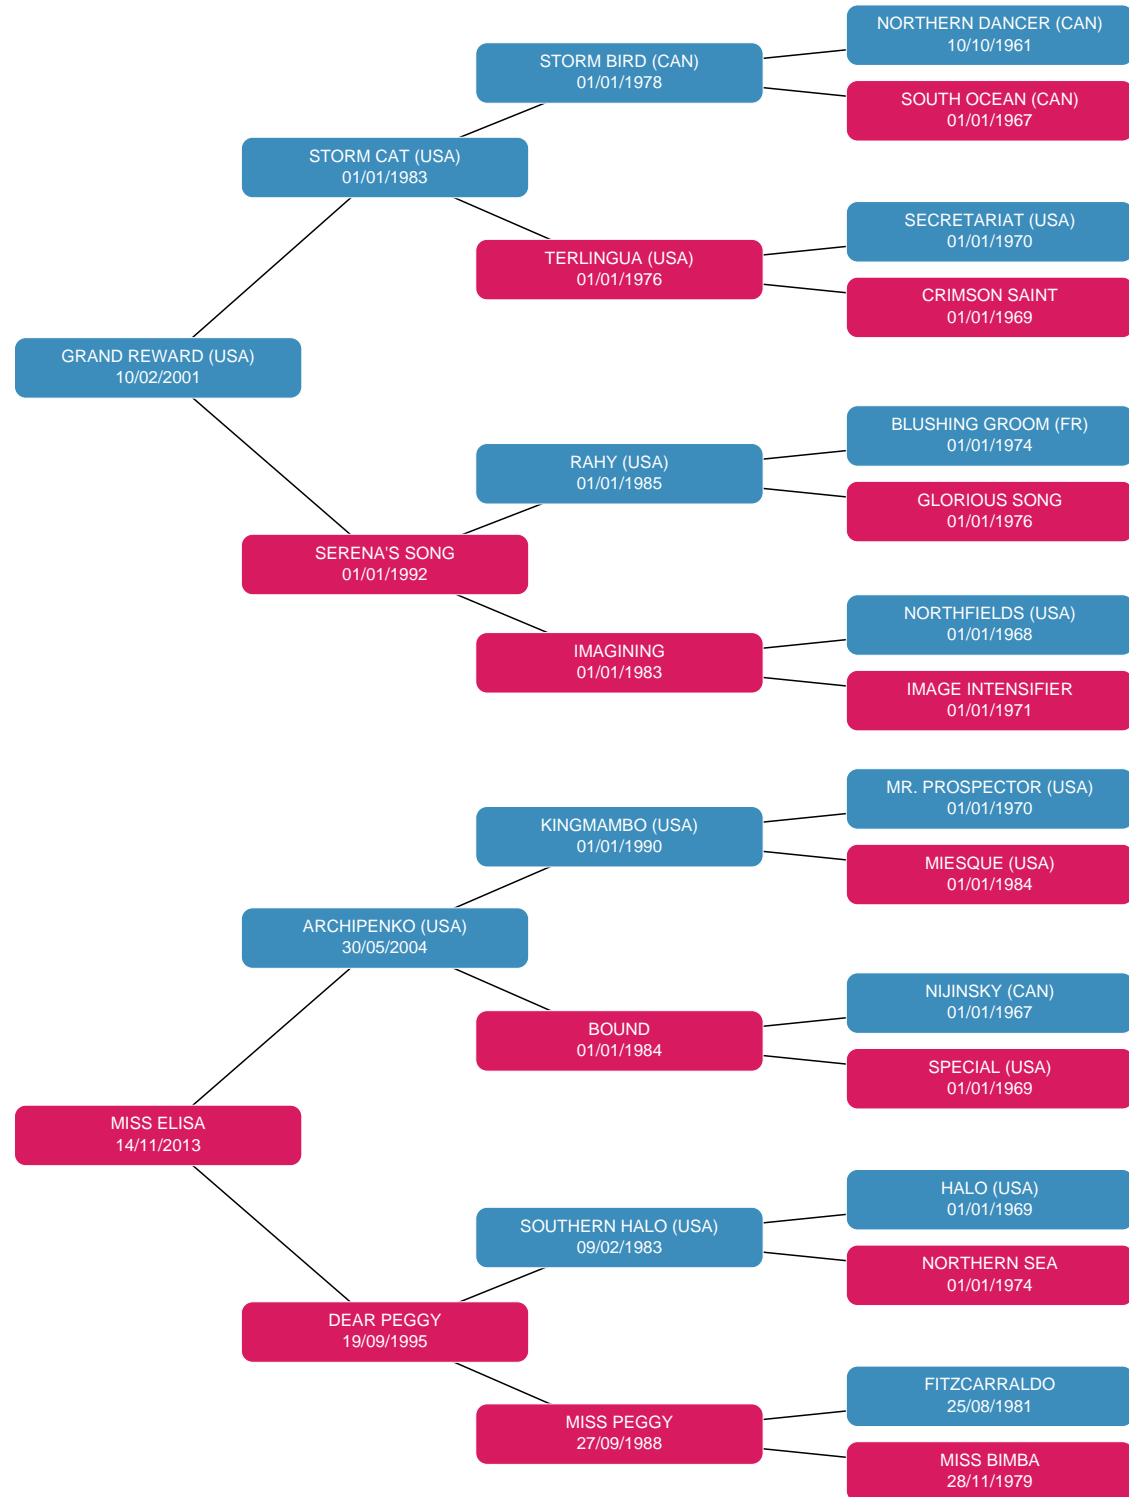 NORTHERN DANCER (CAN)
10/10/1961
STORM BIRD (CAN)
01/01/1978
SOUTH OCEAN (CAN)
01/01/1967
STORM CAT (USA)
01/01/1983
SECRETARIAT (USA)
01/01/1970
TERLINGUA (USA)
01/01/1976
CRIMSON SAINT
01/01/1969
GRAND REWARD (USA)
10/02/2001
BLUSHING GROOM (FR)
01/01/1974
RAHY (USA)
01/01/1985
GLORIOUS SONG
01/01/1976
SERENA'S SONG
01/01/1992
NORTHFIELDS (USA)
01/01/1968
IMAGINING
01/01/1983
IMAGE INTENSIFIER
01/01/1971
MR. PROSPECTOR (USA)
01/01/1970
KINGMAMBO (USA)
01/01/1990
MIESQUE (USA)
01/01/1984
ARCHIPENKO (USA)
30/05/2004
NIJINSKY (CAN)
01/01/1967
BOUND
01/01/1984
SPECIAL (USA)
01/01/1969
MISS ELISA
14/11/2013
HALO (USA)
01/01/1969
SOUTHERN HALO (USA)
09/02/1983
NORTHERN SEA
01/01/1974
DEAR PEGGY
19/09/1995
FITZCARRALDO
25/08/1981
MISS PEGGY
27/09/1988
MISS BIMBA
28/11/1979